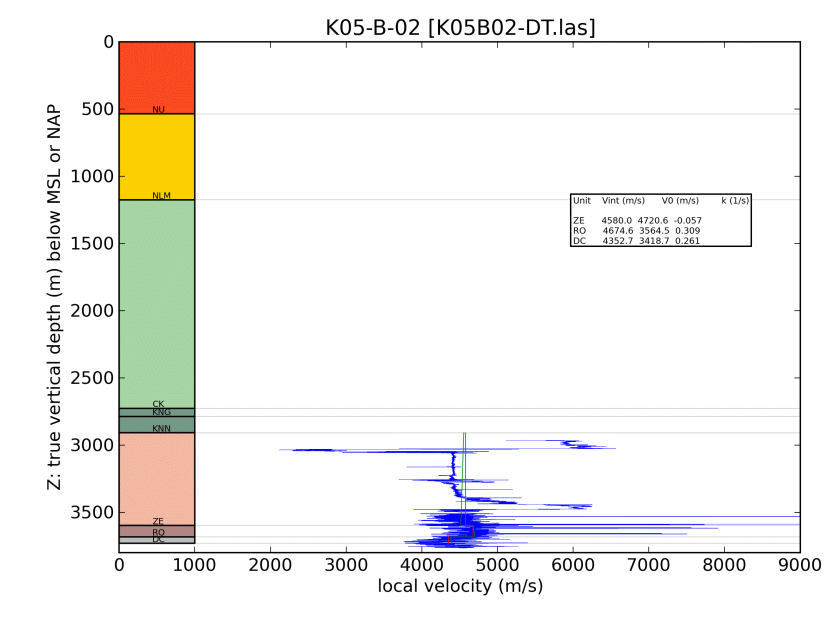 K05-B-02 [K05B02-DT.las]
0
500
1000
1500
2000
2500
3000
3500
Z: true vertical depth (m) below MSL or NAP
NU
NLM
CK
KNG
KNN
ZE
RO
DC
Unit Vint (m/s) V0 (m/s) k (1/s)
ZE 4580.0 4720.6 -0.057
RO 4674.6 3564.5 0.309
DC 4352.7 3418.7 0.261
0 1000 2000 3000 4000 5000 6000 7000 8000 9000
local velocity (m/s)